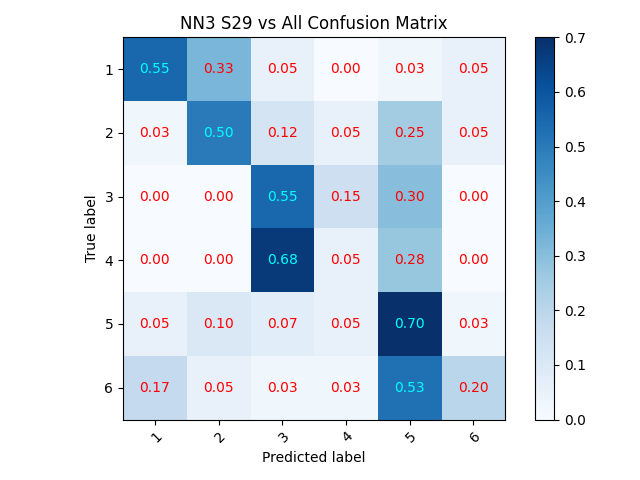 NN3 S29 vs All Confusion Matrix
True label
1 0.55 0.33 0.05 0.00 0.03 0.05
2 0.03 0.50 0.12 0.05 0.25 0.05
3 0.00 0.00 0.55 0.15 0.30 0.00
4 0.00 0.00 0.68 0.05 0.28 0.00
5 0.05 0.10 0.07 0.05 0.70 0.03
6 0.17 0.05 0.03 0.03 0.53 0.20
1 2 3 4 5 6
Predicted label
0.7
0.6
0.5
0.4
0.3
0.2
0.1
0.0